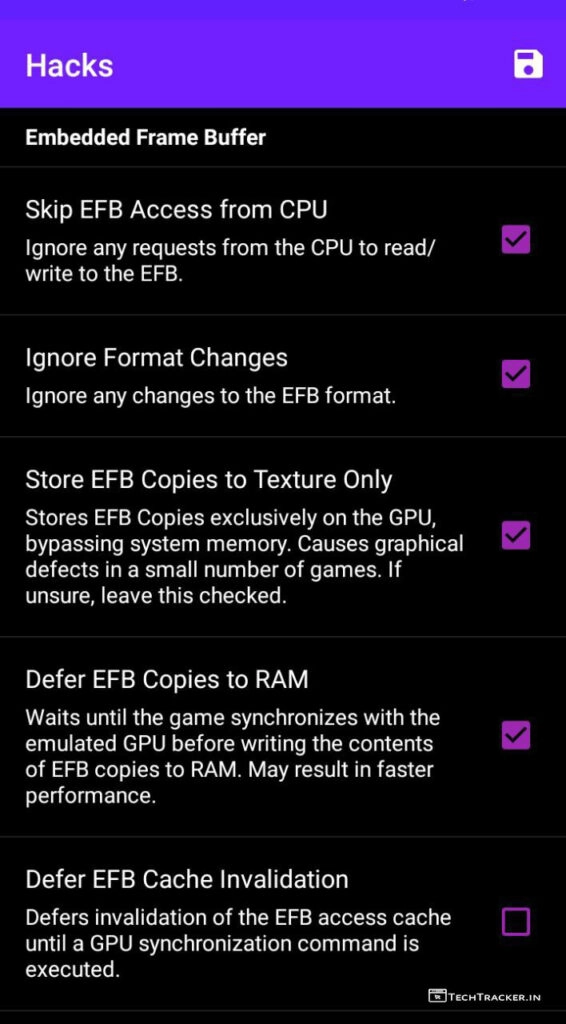 Hacks
Embedded Frame Buffer
Skip EFB Access from CPU
Ignore any requests from the CPU to read/
write to the EFB.
Ignore Format Changes
Ignore any changes to the EFB format.
Store EFB Copies to Texture Only
Stores EFB Copies exclusively on the GPU,
bypassing system memory. Causes graphical
defects in a small number of games. If
unsure, leave this checked.
Defer EFB Copies to RAM
Waits until the game synchronizes with the
emulated GPU before writing the contents
of EFB copies to RAM. May result in faster
performance.
Defer EFB Cache Invalidation
Defers invalidation of the EFB access cache
until a GPU synchronization command is
executed.
TECHTRACKER.IN